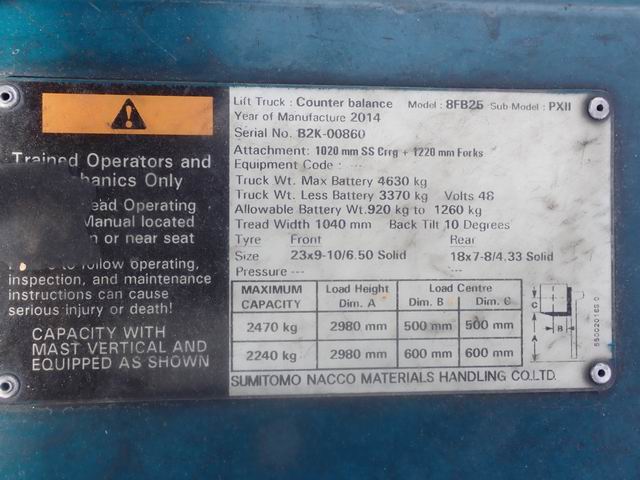 Trained Operators and
hanics Only
ead Operating
Manual located
n or near seat
to follow operating,
inspection, and maintenance
instructions can cause
serious injury or death!
CAPACITY WITH
MAST VERTICAL AND
EQUIPPED AS SHOWN
Lift Truck : Counter balance Model : 8FB25 Sub-Model : PXII
Year of Manufacture 2014
Serial No. B2K-00860
Attachment: 1020 mm SS Crrg + 1220 mm Forks
Equipment Code : ---
Truck Wt. Max Battery 4630 kg
Truck Wt. Less Battery 3370 kg Volts 48
Allowable Battery Wt. 920 kg to 1260 kg
Tread Width 1040 mm Back Tilt 10 Degrees
Tyre Front Rear
Size 23x9-10/6.50 Solid 18x7-8/4.33 Solid
Pressure --- ---
MAXIMUM CAPACITY Load Height Dim. A Load Centre Dim. B Dim. C
2470 kg 2980 mm 500 mm 500 mm
2240 kg 2980 mm 600 mm 600 mm
SUMITOMO NACCO MATERIALS HANDLING CO.LTD.
C
B
A